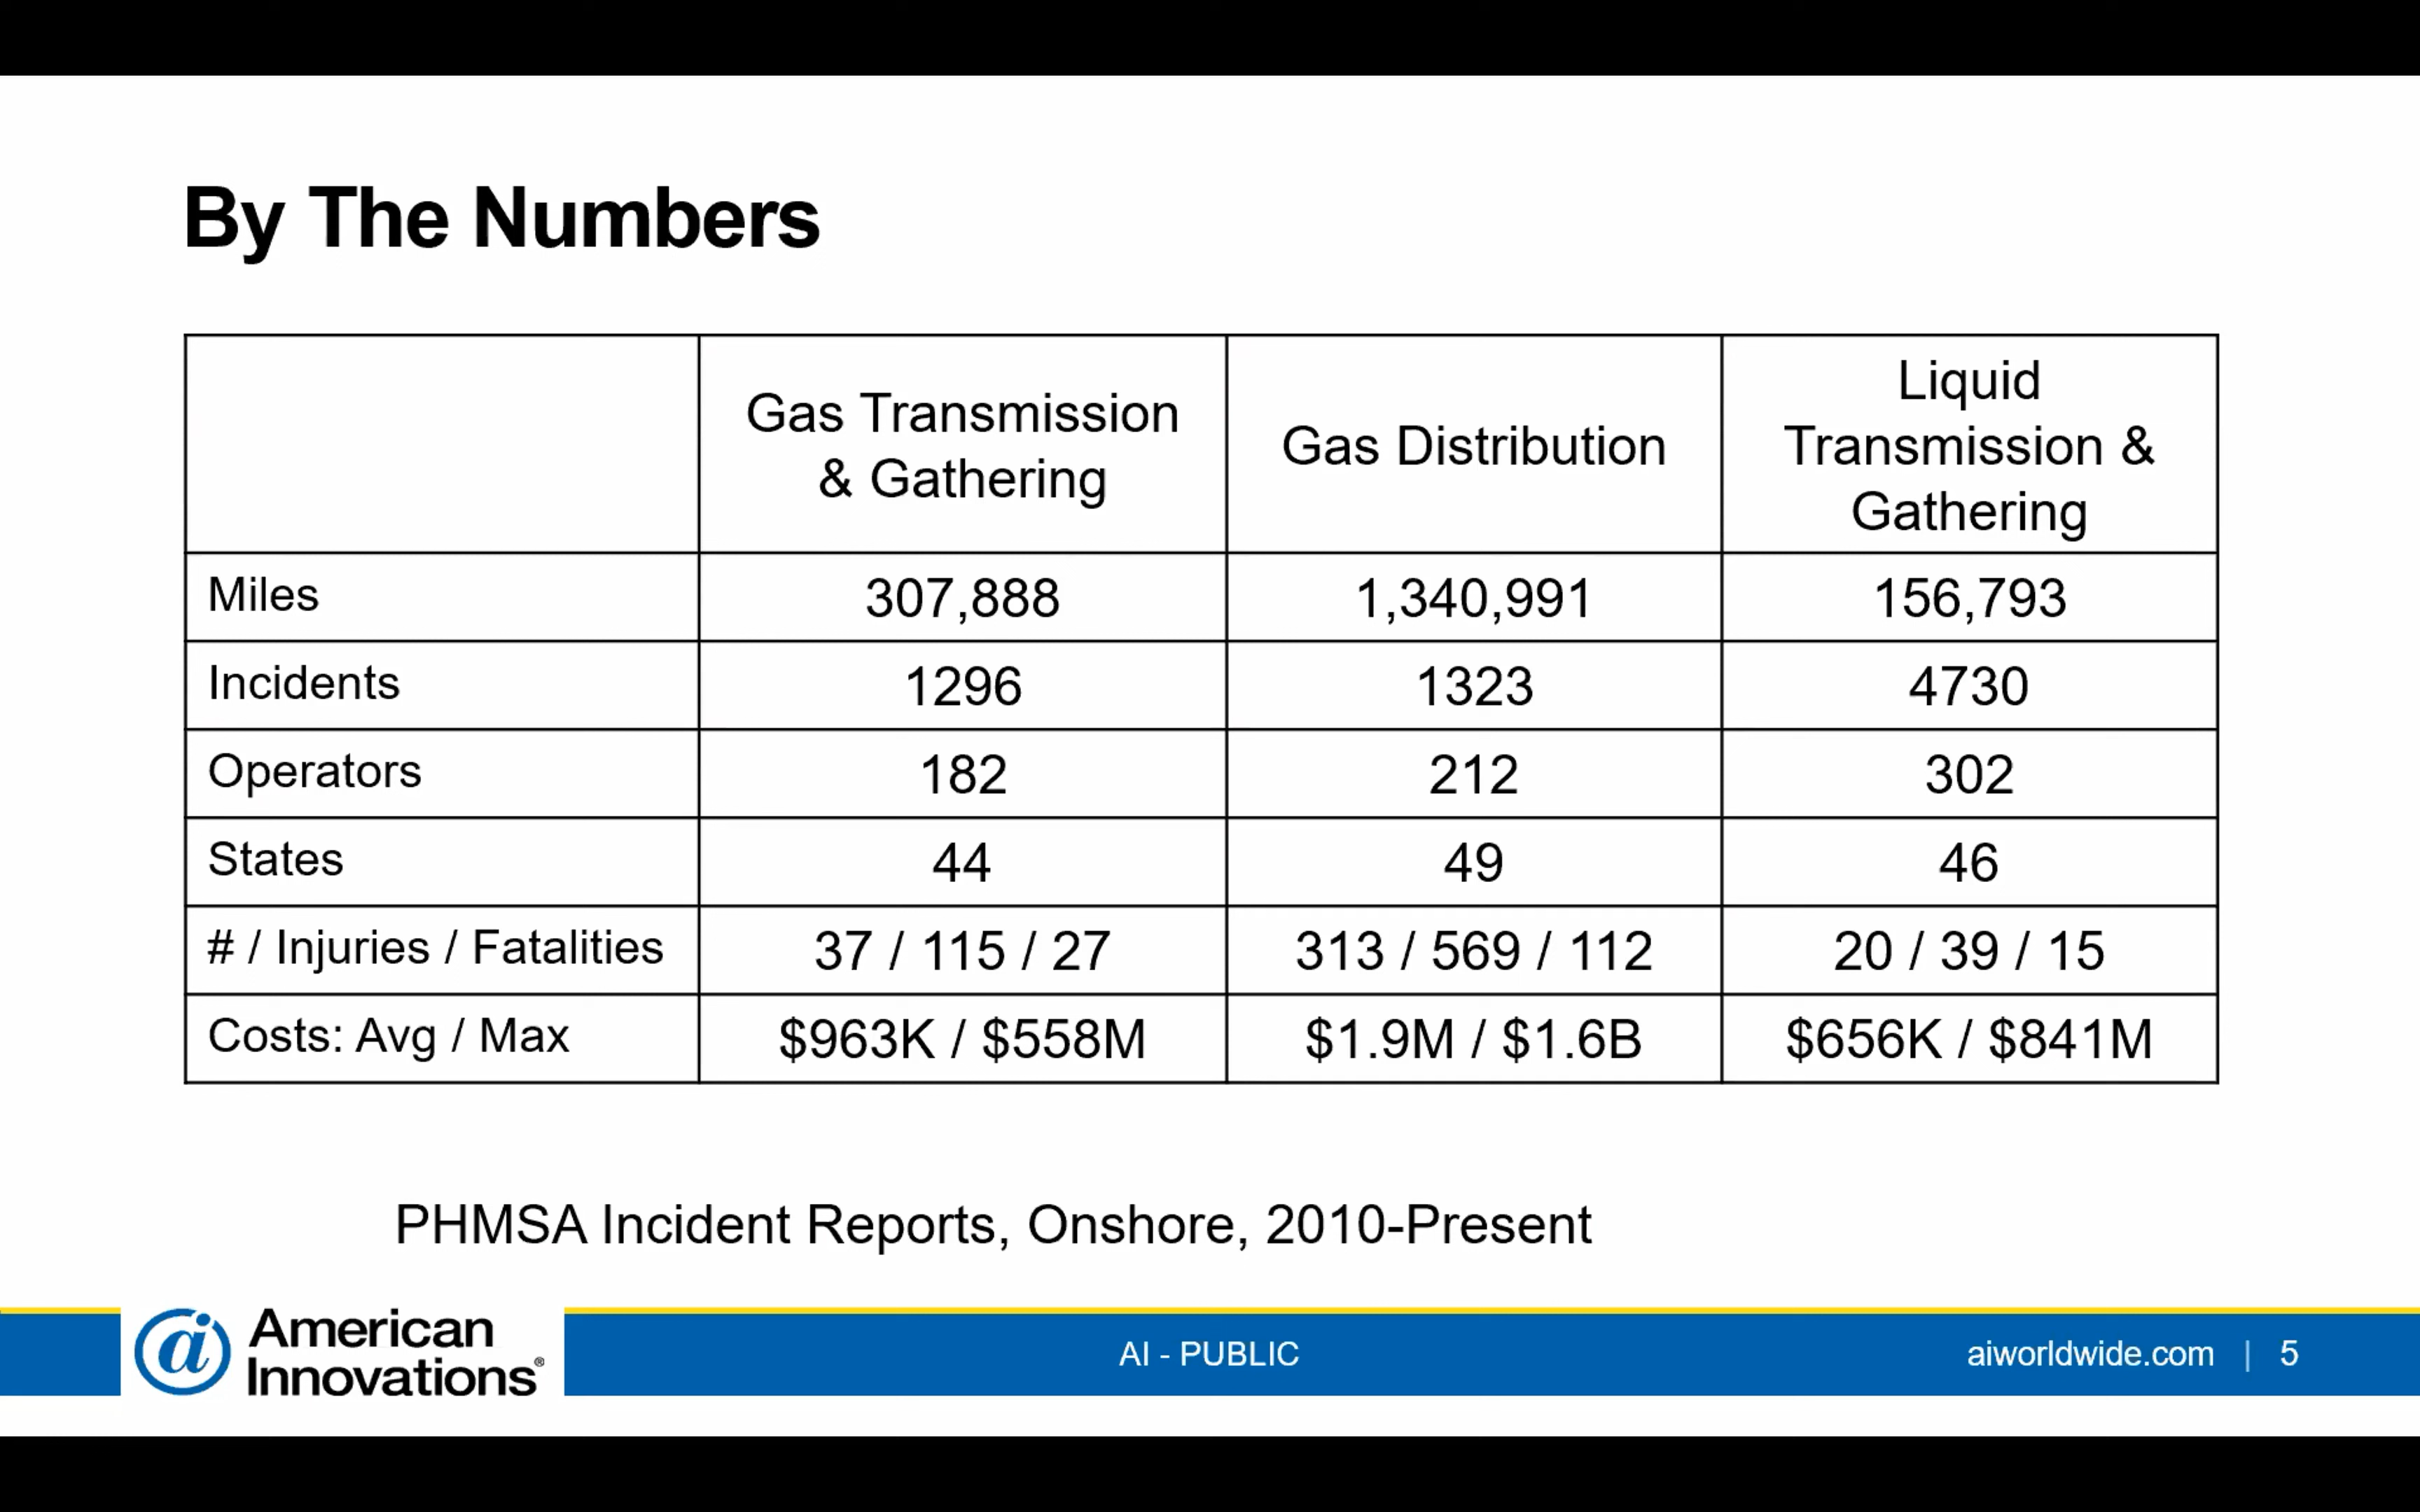 By The Numbers
Gas Transmission
& Gathering
Gas Distribution
Liquid
Transmission &
Gathering
Miles 307,888 1,340,991 156,793
Incidents 1296 1323 4730
Operators 182 212 302
States 44 49 46
# / Injuries / Fatalities 37 / 115 / 27 313 / 569 / 112 20 / 39 / 15
Costs: Avg / Max $963K / $558M $1.9M / $1.6B $656K / $841M
PHMSA Incident Reports, Onshore, 2010-Present
American
Innovations®
AI - PUBLIC
aiworldwide.com | 5